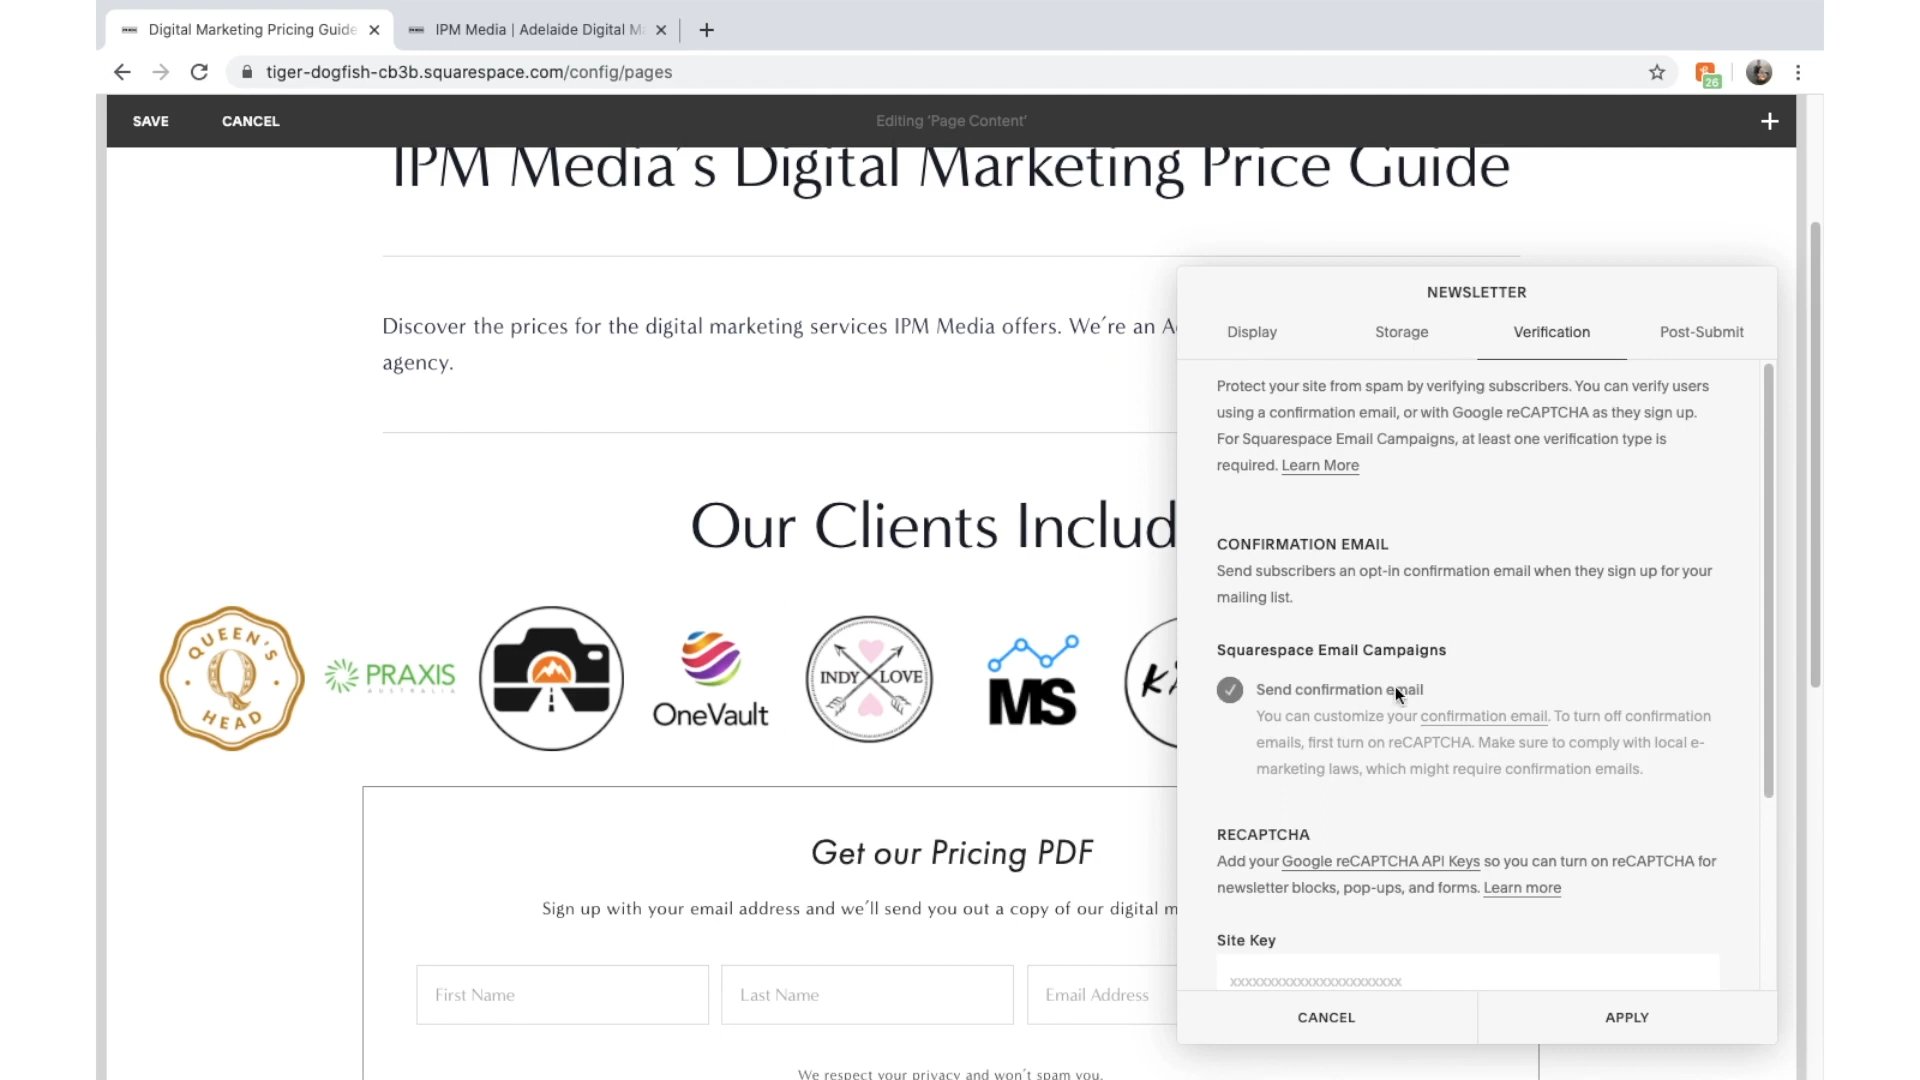 Digital Marketing Pricing Guide
IPM Media | Adelaide Digital Ma
tiger-dogfish-cb3b.squarespace.com/config/pages
26
SAVE
CANCEL
Editing ‘Page Content’
IPM Media’s Digital Marketing Price Guide
Discover the prices for the digital marketing services IPM Media offers. We’re an A
agency.
Our Clients Includ
QUEEN'S
Q
HEAD
PRAXIS
AUSTRALIA
OneVault
INDY LOVE
MS
Get our Pricing PDF
Sign up with your email address and we’ll send you out a copy of our digital m
First Name
Last Name
Email Address
We respect your privacy and won’t spam you.
NEWSLETTER
Display
Storage
Verification
Post-Submit
Protect your site from spam by verifying subscribers. You can verify users
using a confirmation email, or with Google reCAPTCHA as they sign up.
For Squarespace Email Campaigns, at least one verification type is
required. Learn More
CONFIRMATION EMAIL
Send subscribers an opt-in confirmation email when they sign up for your
mailing list.
Squarespace Email Campaigns
Send confirmation email
You can customize your confirmation email. To turn off confirmation
emails, first turn on reCAPTCHA. Make sure to comply with local e-
marketing laws, which might require confirmation emails.
RECAPTCHA
Add your Google reCAPTCHA API Keys so you can turn on reCAPTCHA for
newsletter blocks, pop-ups, and forms. Learn more
Site Key
xxxxxxxxxxxxxxxxxxxxxxxx
CANCEL
APPLY